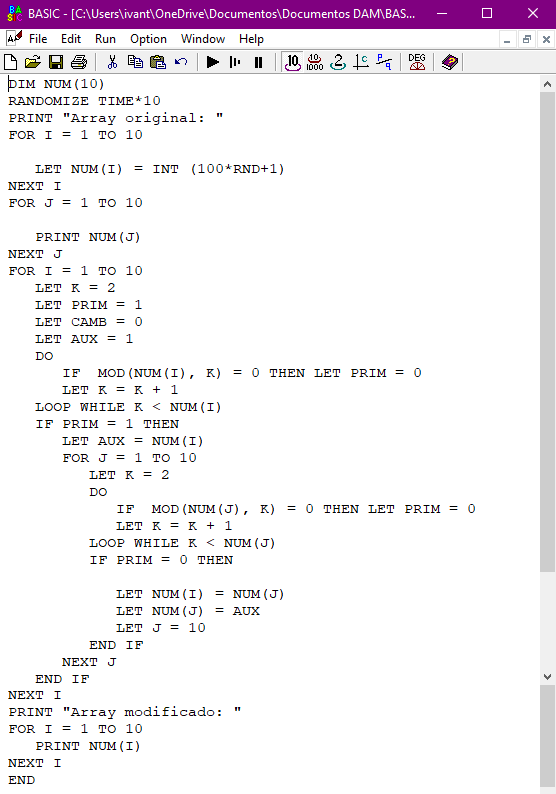 BASIC - [C:\Users\ivant\OneDrive\Documentos\Documentos DAM\BAS...
File Edit Run Option Window Help
10 10 1000 2 DEG
DIM NUM(10)
RANDOMIZE TIME*10
PRINT "Array original: "
FOR I = 1 TO 10
LET NUM(I) = INT (100*RND+1)
NEXT I
FOR J = 1 TO 10
PRINT NUM(J)
NEXT J
FOR I = 1 TO 10
LET K = 2
LET PRIM = 1
LET CAMB = 0
LET AUX = 1
DO
IF  MOD(NUM(I), K) = 0 THEN LET PRIM = 0
LET K = K + 1
LOOP WHILE K < NUM(I)
IF PRIM = 1 THEN
LET AUX = NUM(I)
FOR J = 1 TO 10
LET K = 2
DO
IF  MOD(NUM(J), K) = 0 THEN LET PRIM = 0
LET K = K + 1
LOOP WHILE K < NUM(J)
IF PRIM = 0 THEN
LET NUM(I) = NUM(J)
LET NUM(J) = AUX
LET J = 10
END IF
NEXT J
END IF
NEXT I
PRINT "Array modificado: "
FOR I = 1 TO 10
PRINT NUM(I)
NEXT I
END